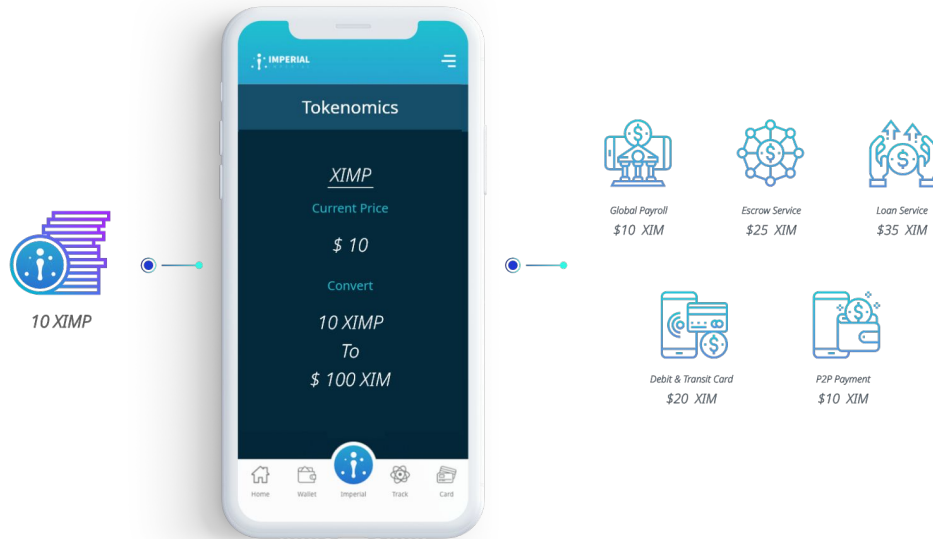 10 XIMP
IMPERIAL
Tokenomics
XIMP
Current Price
$ 10
Convert
10 XIMP
To
$ 100 XIM
Home
Wallet
Imperial
Track
Card
Global Payroll
$10 XIM
Escrow Service
$25 XIM
Loan Service
$35 XIM
Debit & Transit Card
$20 XIM
P2P Payment
$10 XIM